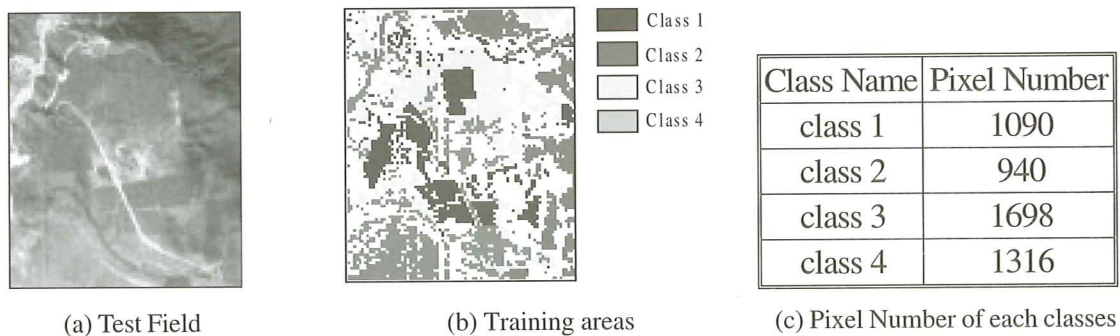 Class 1
Class 2
Class 3
Class 4
Class Name Pixel Number
class 1 1090
class 2 940
class 3 1698
class 4 1316
(a) Test Field
(b) Training areas
(c) Pixel Number of each classes